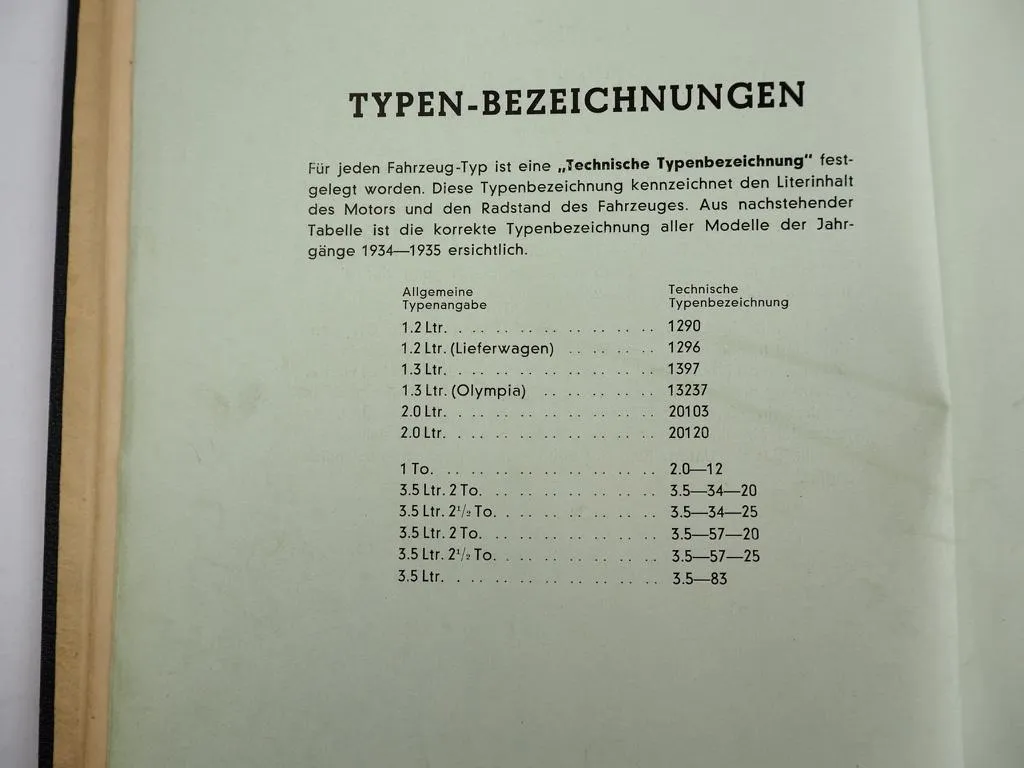 TYPEN-BEZEICHNUNGEN
Für jeden Fahrzeug-Typ ist eine „Technische Typenbezeichnung" fest-
gelegt worden. Diese Typenbezeichnung kennzeichnet den Literinhalt
des Motors und den Radstand des Fahrzeuges. Aus nachstehender
Tabelle ist die korrekte Typenbezeichnung aller Modelle der Jahr-
gänge 1934—1935 ersichtlich.
Allgemeine Technische
Typenangabe Typenbezeichnung
1.2 Ltr. . . . . . . . . . . . . . . . 1290
1.2 Ltr. (Lieferwagen) . . . . . . . 1296
1.3 Ltr. . . . . . . . . . . . . . . . 1397
1.3 Ltr. (Olympia) . . . . . . . . . 13237
2.0 Ltr. . . . . . . . . . . . . . . . 20103
2.0 Ltr. . . . . . . . . . . . . . . . 20120
1 To. . . . . . . . . . . . . . . . . 2.0—12
3.5 Ltr. 2 To. . . . . . . . . . . . . 3.5—34—20
3.5 Ltr. 2½ To. . . . . . . . . . . . 3.5—34—25
3.5 Ltr. 2 To. . . . . . . . . . . . . 3.5—57—20
3.5 Ltr. 2½ To. . . . . . . . . . . . 3.5—57—25
3.5 Ltr. . . . . . . . . . . . . . . . 3.5—83